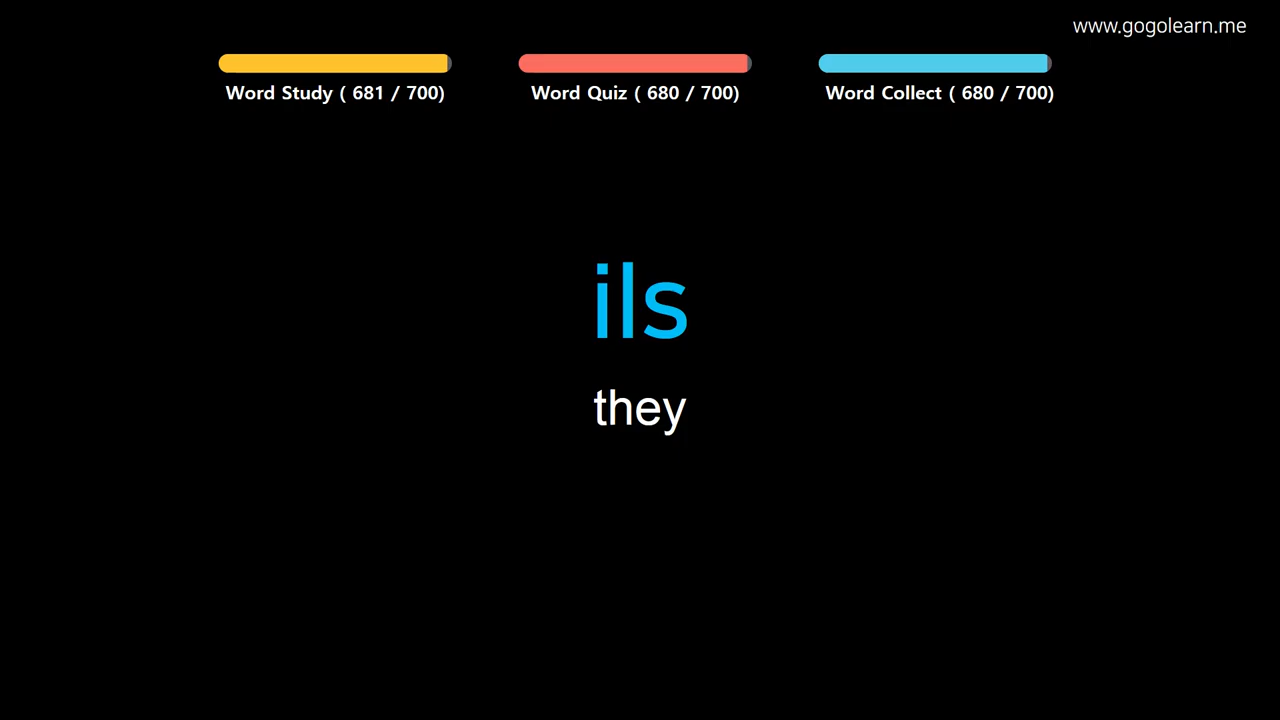 www.gogolearn.me
Word Study ( 681 / 700)
Word Quiz ( 680 / 700)
Word Collect ( 680 / 700)
ils
they